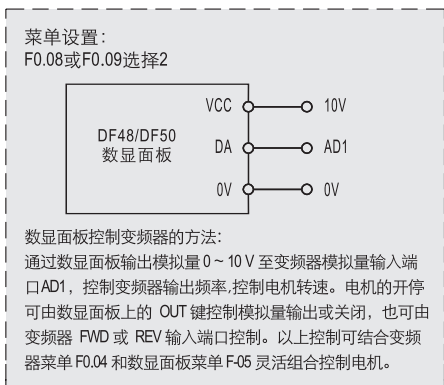 菜单设置:
F0.08或F0.09选择2
VCC 10V
DF48/DF50
数显面板
DA AD1
0V 0V
数显面板控制变频器的方法:
通过数显面板输出模拟量0~10 V 至变频器模拟量输入端
口AD1，控制变频器输出频率,控制电机转速。电机的开停
可由数显面板上的 OUT 键控制模拟量输出或关闭，也可由
变频器 FWD 或 REV 输入端口控制。以上控制可结合变频
器菜单 F0.04 和数显面板菜单 F-05 灵活组合控制电机。